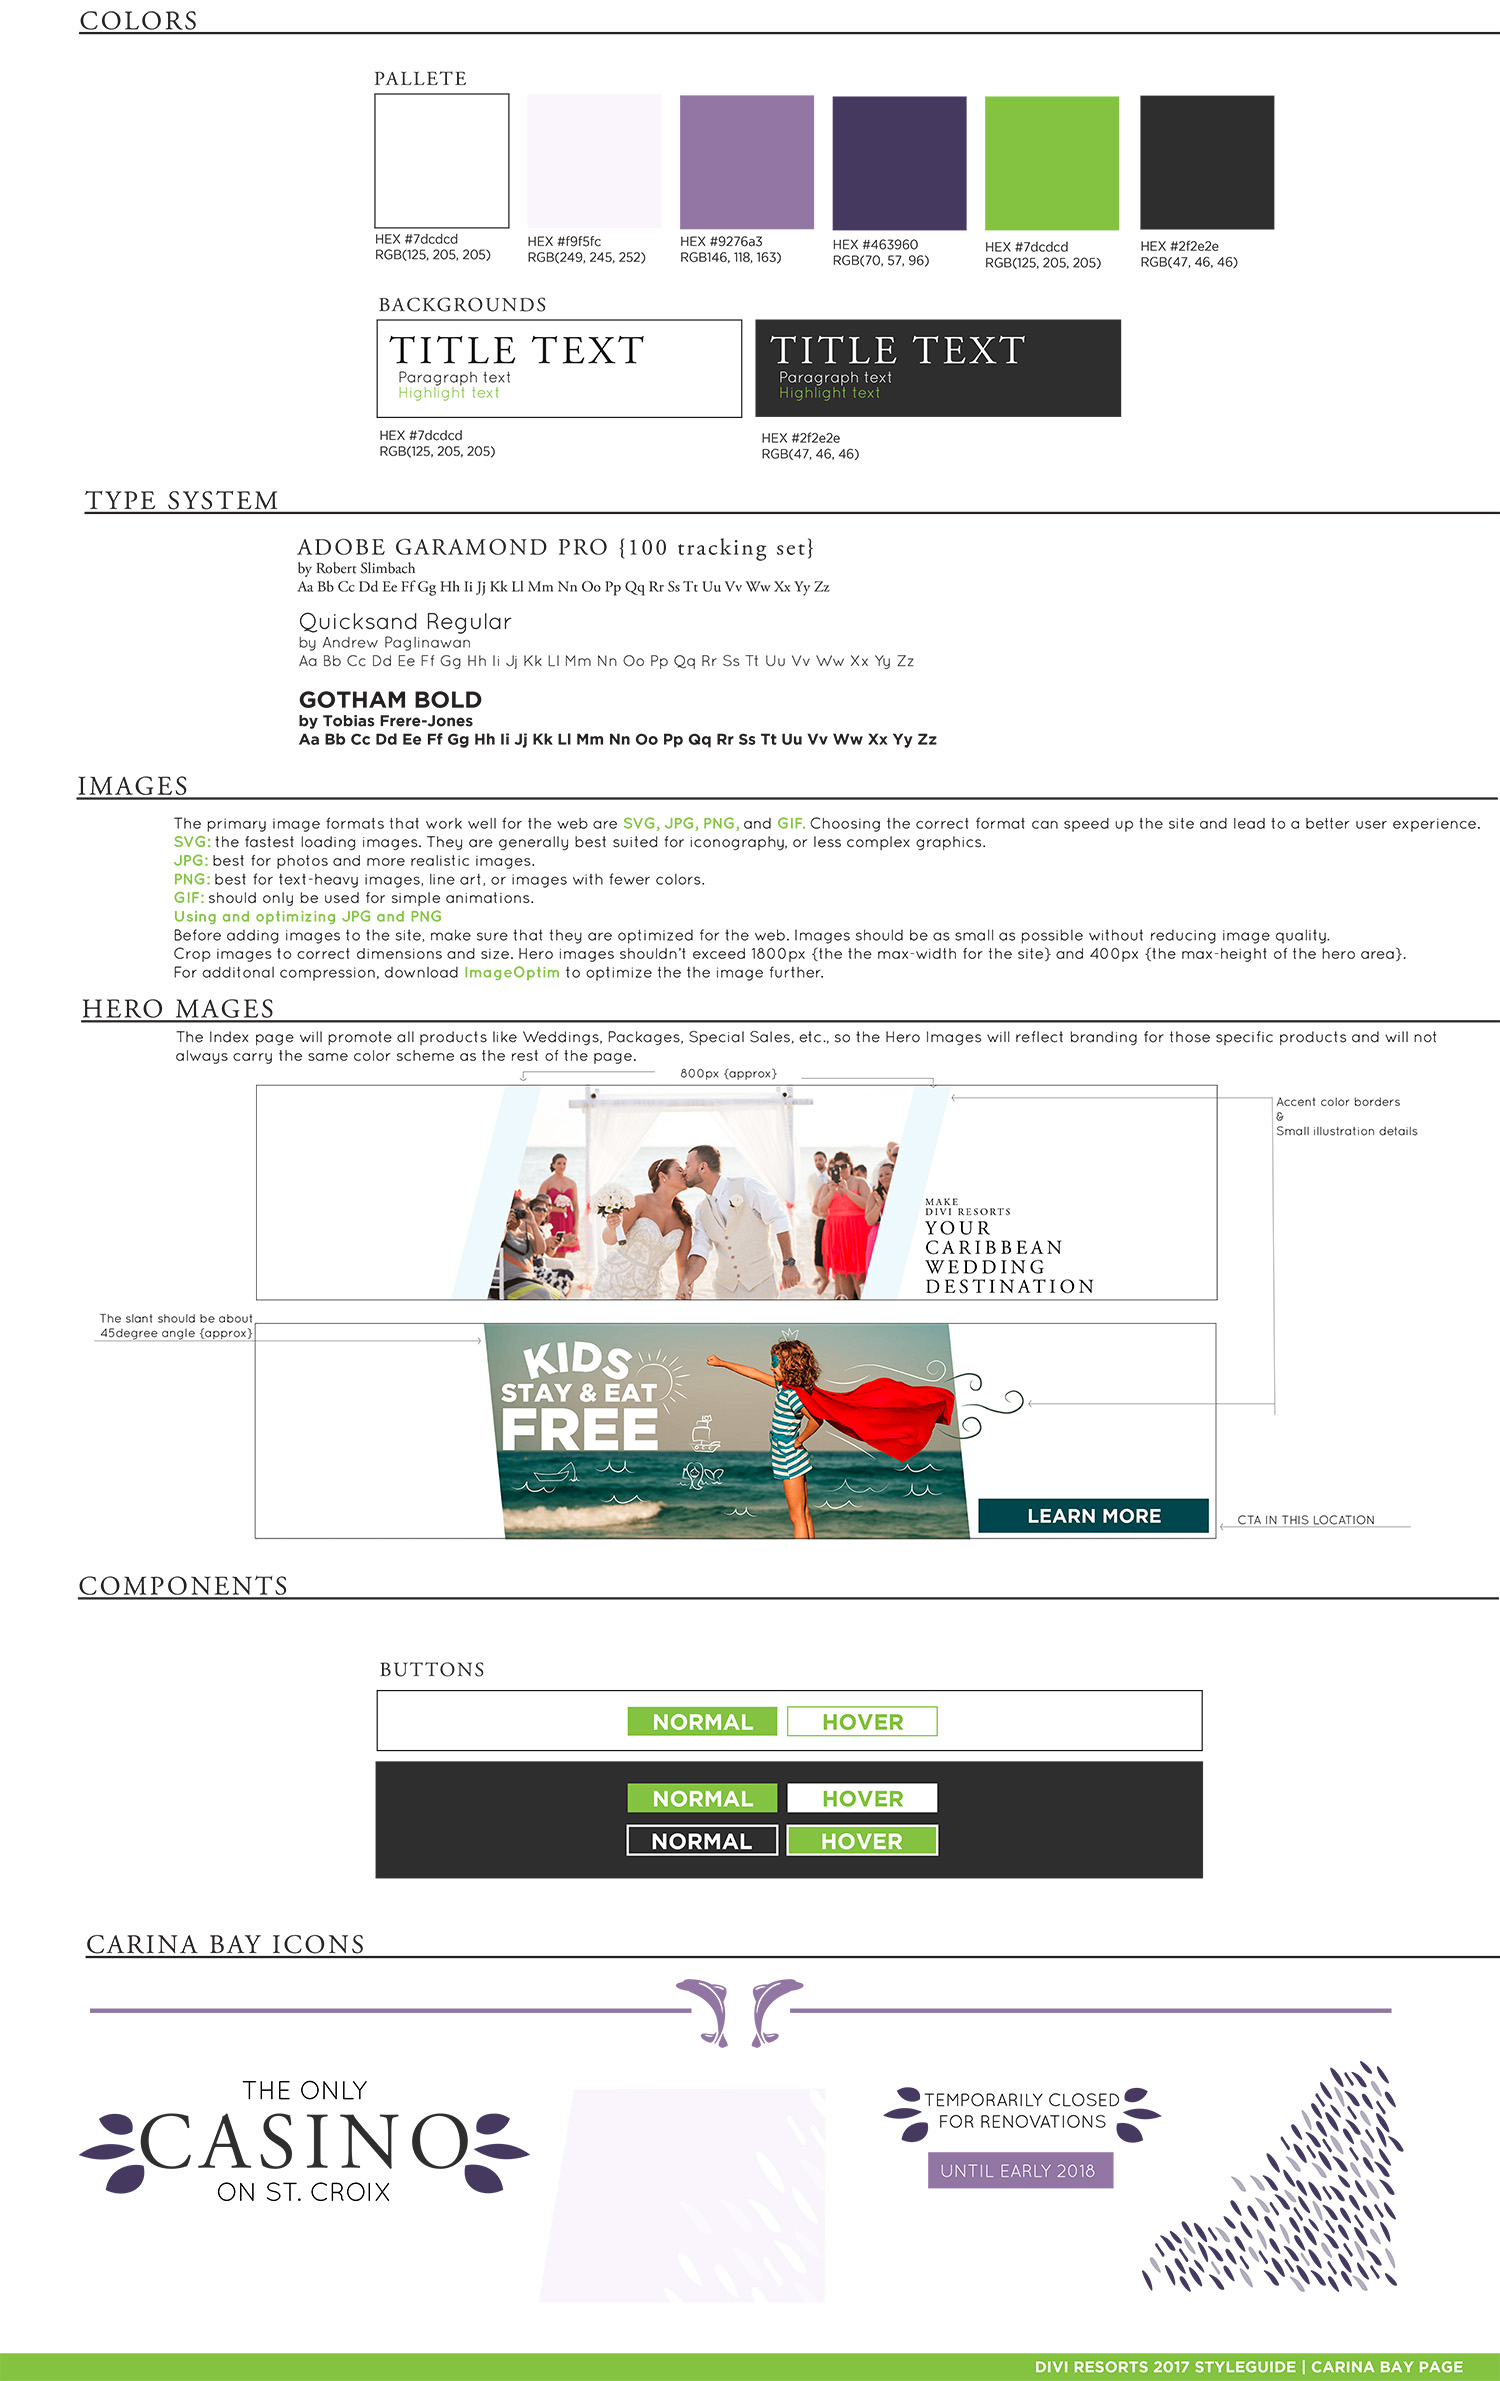 COLORS
PALLETE
HEX #7dcdcd
RGB(125, 205, 205)
HEX #f9f5fc
RGB(249, 245, 252)
HEX #9276a3
RGB146, 118, 163)
HEX #463960
RGB(70, 57, 96)
HEX #7dcdcd
RGB(125, 205, 205)
HEX #2f2e2e
RGB(47, 46, 46)
BACKGROUNDS
TITLE TEXT
Paragraph text
Highlight text
HEX #7dcdcd
RGB(125, 205, 205)
TITLE TEXT
Paragraph text
Highlight text
HEX #2f2e2e
RGB(47, 46, 46)
TYPE SYSTEM
ADOBE GARAMOND PRO {100 tracking set}
by Robert Slimbach
Aa Bb Cc Dd Ee Ff Gg Hh Ii Jj Kk Ll Mm Nn Oo Pp Qq Rr Ss Tt Uu Vv Ww Xx Yy Zz
Quicksand Regular
by Andrew Paglinawan
Aa Bb Cc Dd Ee Ff Gg Hh Ii Jj Kk Ll Mm Nn Oo Pp Qq Rr Ss Tt Uu Vv Ww Xx Yy Zz
GOTHAM BOLD
by Tobias Frere-Jones
Aa Bb Cc Dd Ee Ff Gg Hh Ii Jj Kk Ll Mm Nn Oo Pp Qq Rr Ss Tt Uu Vv Ww Xx Yy Zz
IMAGES
The primary image formats that work well for the web are SVG, JPG, PNG, and GIF. Choosing the correct format can speed up the site and lead to a better user experience.
SVG: the fastest loading images. They are generally best suited for iconography, or less complex graphics.
JPG: best for photos and more realistic images.
PNG: best for text-heavy images, line art, or images with fewer colors.
GIF: should only be used for simple animations.
Using and optimizing JPG and PNG
Before adding images to the site, make sure that they are optimized for the web. Images should be as small as possible without reducing image quality.
Crop images to correct dimensions and size. Hero images shouldn't exceed 1800px {the the max-width for the site} and 400px {the max-height of the hero area}.
For additonal compression, download ImageOptim to optimize the the image further.
HERO MAGES
The Index page will promote all products like Weddings, Packages, Special Sales, etc., so the Hero Images will reflect branding for those specific products and will not
always carry the same color scheme as the rest of the page.
800px {approx}
Accent color borders
&
Small illustration details
MAKE
DIVI RESORTS
YOUR
CARIBBEAN
WEDDING
DESTINATION
The slant should be about
45degree angle {approx}
KIDS
STAY & EAT
FREE
LEARN MORE
CTA IN THIS LOCATION
COMPONENTS
BUTTONS
NORMAL
HOVER
NORMAL
HOVER
NORMAL
HOVER
CARINA BAY ICONS
THE ONLY
CASINO
ON ST. CROIX
TEMPORARILY CLOSED
FOR RENOVATIONS
UNTIL EARLY 2018
DIVI RESORTS 2017 STYLEGUIDE | CARINA BAY PAGE